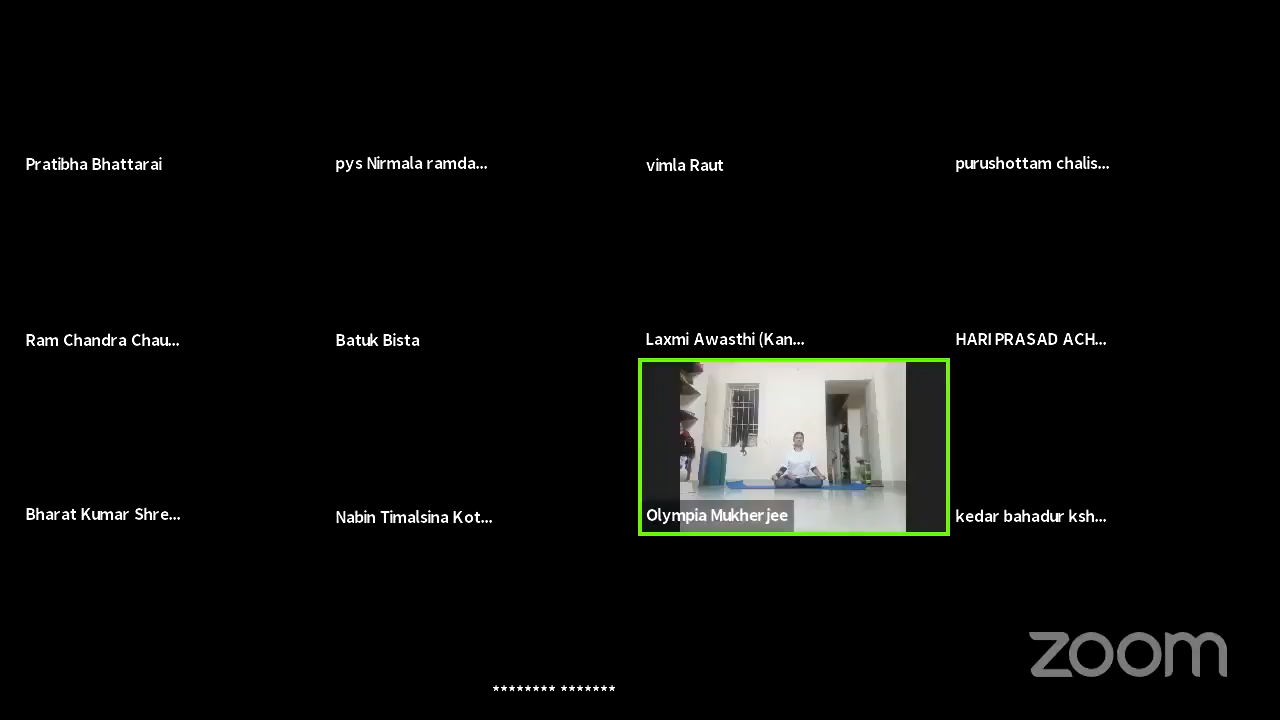 Pratibha Bhattarai
pys Nirmala ramda...
vimla Raut
purushottam chalis...
Ram Chandra Chau...
Batuk Bista
Laxmi Awasthi (Kan...
HARI PRASAD ACH...
Bharat Kumar Shre...
Nabin Timalsina Kot...
Olympia Mukherjee
kedar bahadur ksh...
zoom
******** *******